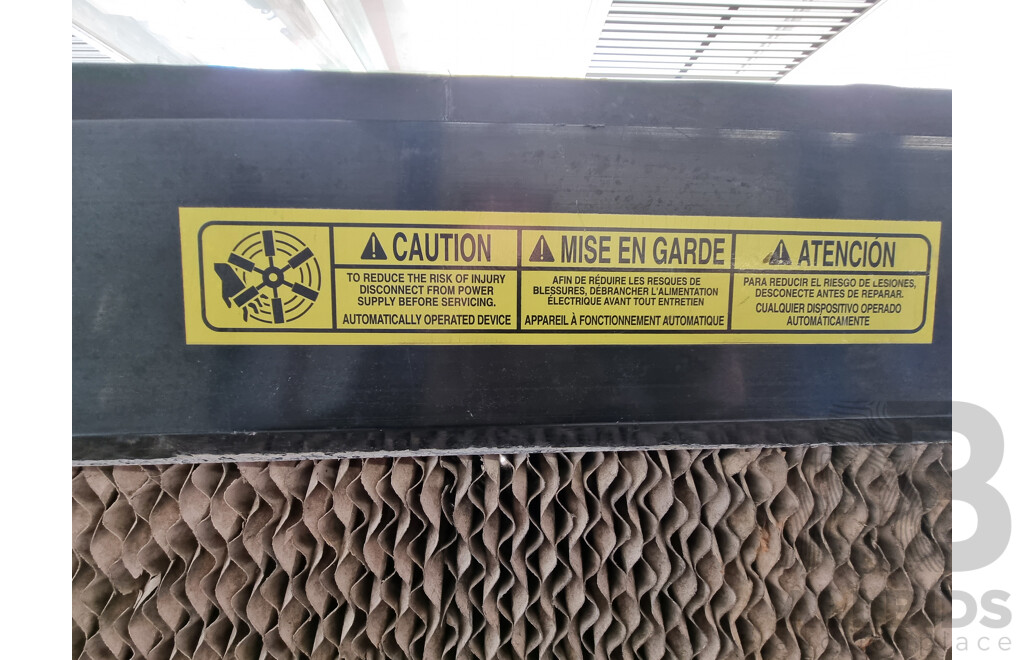 CAUTION
TO REDUCE THE RISK OF INJURY
DISCONNECT FROM POWER
SUPPLY BEFORE SERVICING.
AUTOMATICALLY OPERATED DEVICE
MISE EN GARDE
AFIN DE RÉDUIRE LES RESQUES DE
BLESSURES, DÉBRANCHER L'ALIMENTATION
ÉLECTRIQUE AVANT TOUT ENTRETIEN
APPAREIL À FONCTIONNEMENT AUTOMATIQUE
ATENCIÓN
PARA REDUCIR EL RIESGO DE LESIONES,
DESCONECTE ANTES DE REPARAR.
CUALQUIER DISPOSITIVO OPERADO
AUTOMÁTICAMENTE